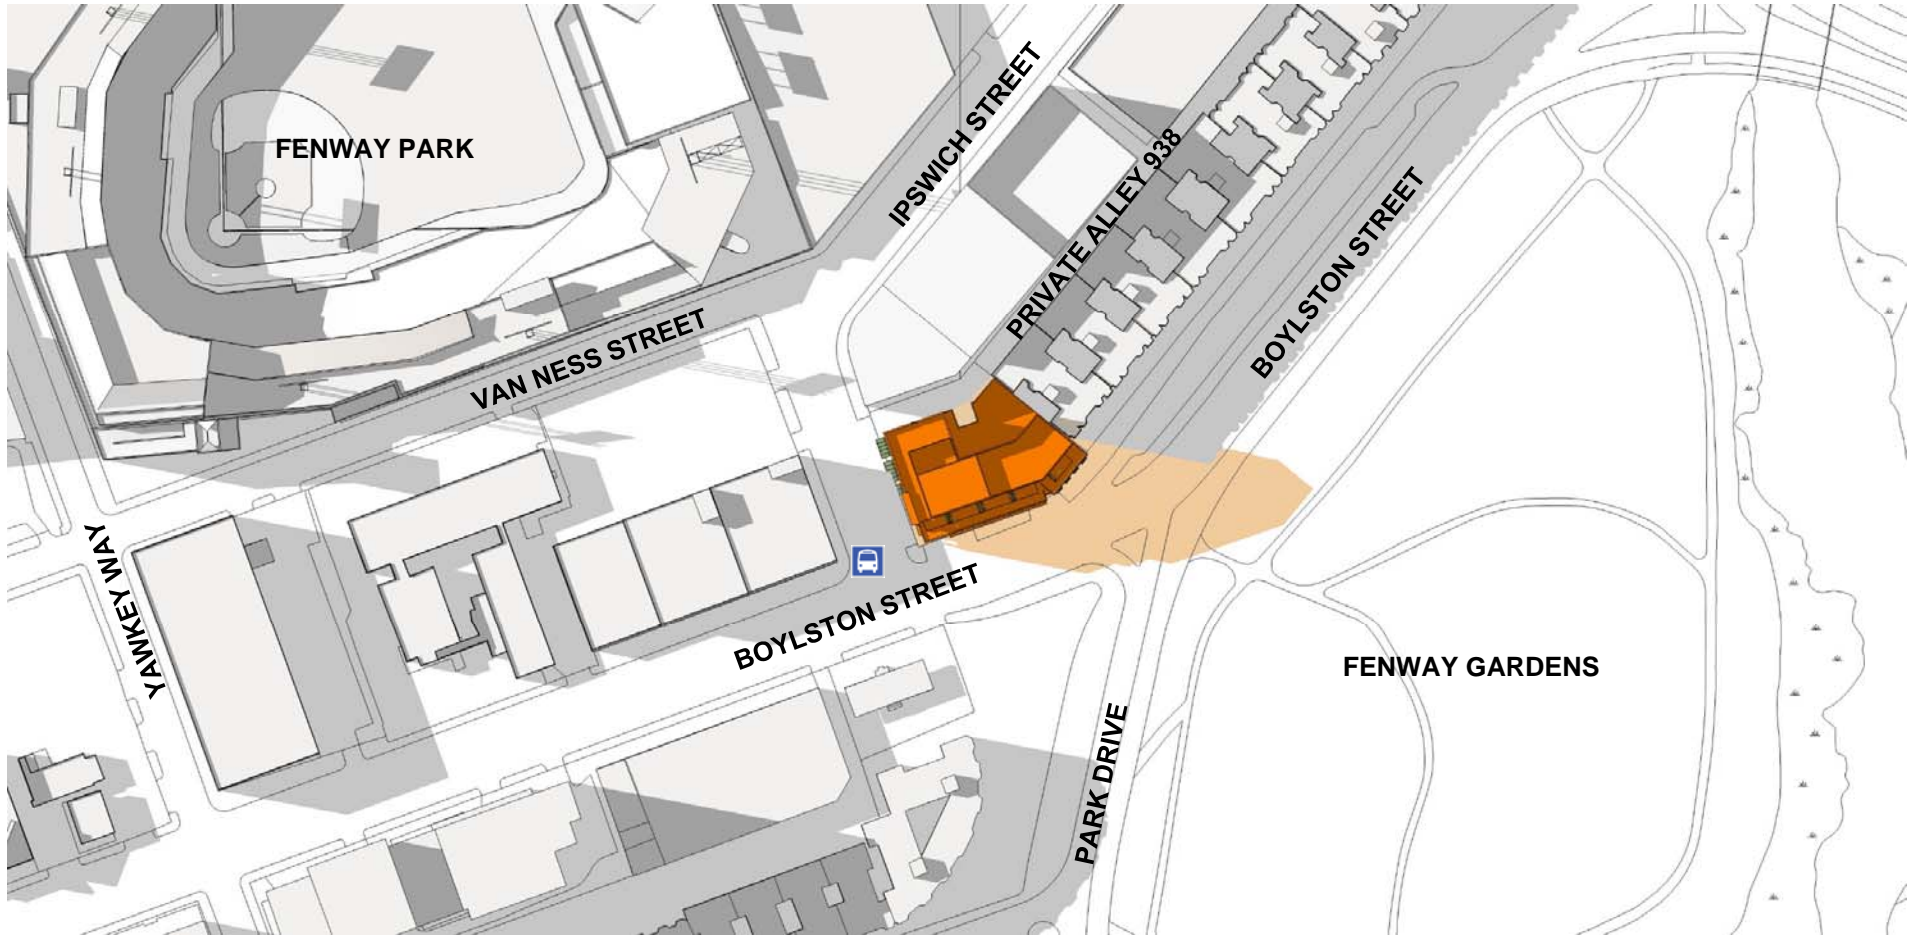 IPSWICH STREET
FENWAY PARK
PRIVATE ALLEY 938
BOYLSTON STREET
VAN NESS STREET
YAWKEY WAY
BOYLSTON STREET
FENWAY GARDENS
PARK DRIVE